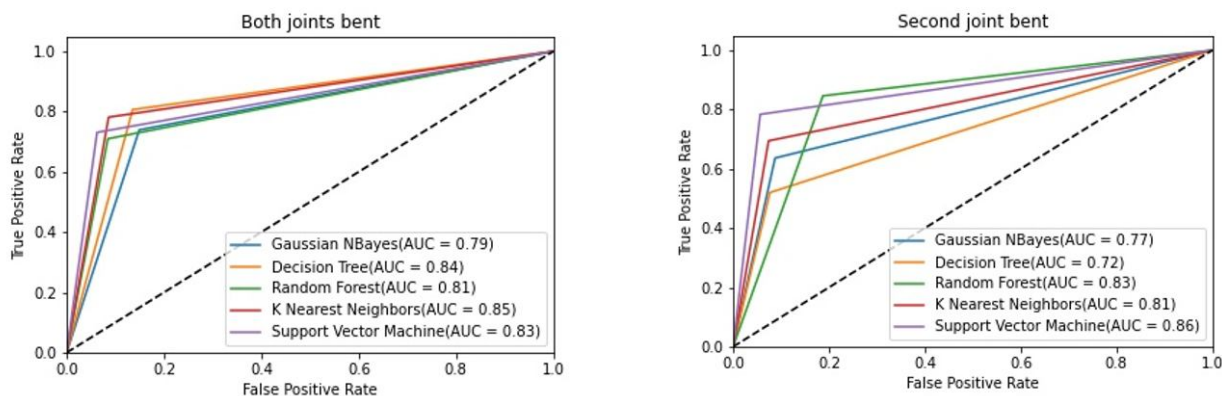 Both joints bent
True Positive Rate
1.0
0.8
0.6
0.4
0.2
0.0
Gaussian NBayes(AUC = 0.79)
Decision Tree(AUC = 0.84)
Random Forest(AUC = 0.81)
K Nearest Neighbors(AUC = 0.85)
Support Vector Machine(AUC = 0.83)
0.0 0.2 0.4 0.6 0.8 1.0
False Positive Rate
Second joint bent
True Positive Rate
1.0
0.8
0.6
0.4
0.2
0.0
Gaussian NBayes(AUC = 0.77)
Decision Tree(AUC = 0.72)
Random Forest(AUC = 0.83)
K Nearest Neighbors(AUC = 0.81)
Support Vector Machine(AUC = 0.86)
0.0 0.2 0.4 0.6 0.8 1.0
False Positive Rate